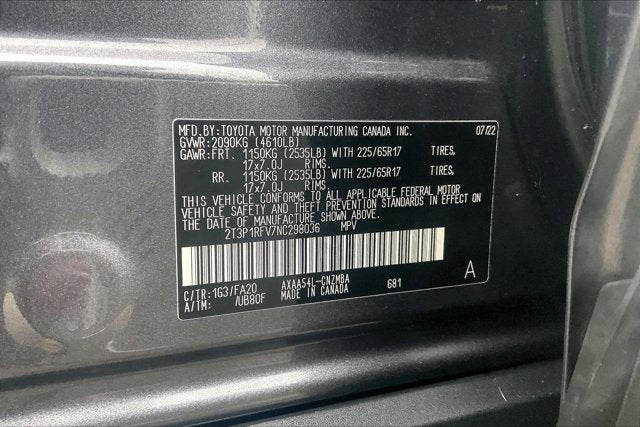 MFD.BY:TOYOTA MOTOR MANUFACTURING CANADA INC. 07/22
GVWR:2090KG (4610LB)
GAWR:FRT. 1150KG (2535LB) WITH 225/65R17 TIRES,
17x7.0J RIMS.
RR. 1150KG (2535LB) WITH 225/65R17 TIRES,
17x7.0J RIMS.
THIS VEHICLE CONFORMS TO ALL APPLICABLE FEDERAL MOTOR
VEHICLE SAFETY AND THEFT PREVENTION STANDARDS IN EFFECT ON
THE DATE OF MANUFACTURE SHOWN ABOVE.
2T3P1RFV7NC298036 MPV
C/TR:1G3/FA20 AXAA54L-CNZMBA 681 A
A/TM: /UB80F MADE IN CANADA